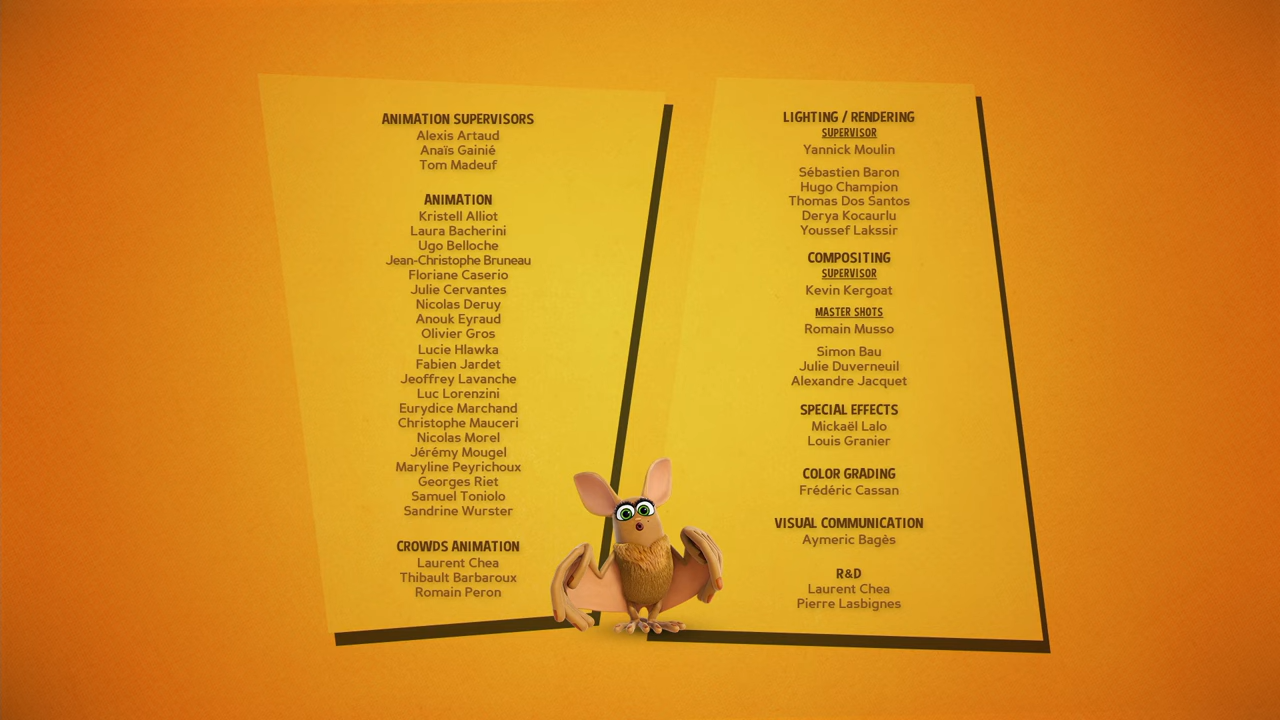 ANIMATION SUPERVISORS
Alexis Artaud
Anaïs Gainié
Tom Madeuf
ANIMATION
Kristell Alliot
Laura Bacherini
Ugo Belloche
Jean-Christophe Bruneau
Floriane Caserio
Julie Cervantes
Nicolas Deruy
Anouk Eyraud
Olivier Gros
Lucie Hlawka
Fabien Jardet
Jeoffrey Lavanche
Luc Lorenzini
Eurydice Marchand
Christophe Mauceri
Nicolas Morel
Jérémy Mougel
Maryline Peyrichoux
Georges Riet
Samuel Toniolo
Sandrine Wurster
CROWDS ANIMATION
Laurent Chea
Thibault Barbaroux
Romain Peron
LIGHTING / RENDERING
SUPERVISOR
Yannick Moulin
Sébastien Baron
Hugo Champion
Thomas Dos Santos
Derya Kocaurlu
Youssef Lakssir
COMPOSITING
SUPERVISOR
Kevin Kergoat
MASTER SHOTS
Romain Musso
Simon Bau
Julie Duverneuil
Alexandre Jacquet
SPECIAL EFFECTS
Mickaël Lalo
Louis Granier
COLOR GRADING
Frédéric Cassan
VISUAL COMMUNICATION
Aymeric Bagès
R&D
Laurent Chea
Pierre Lasbignes